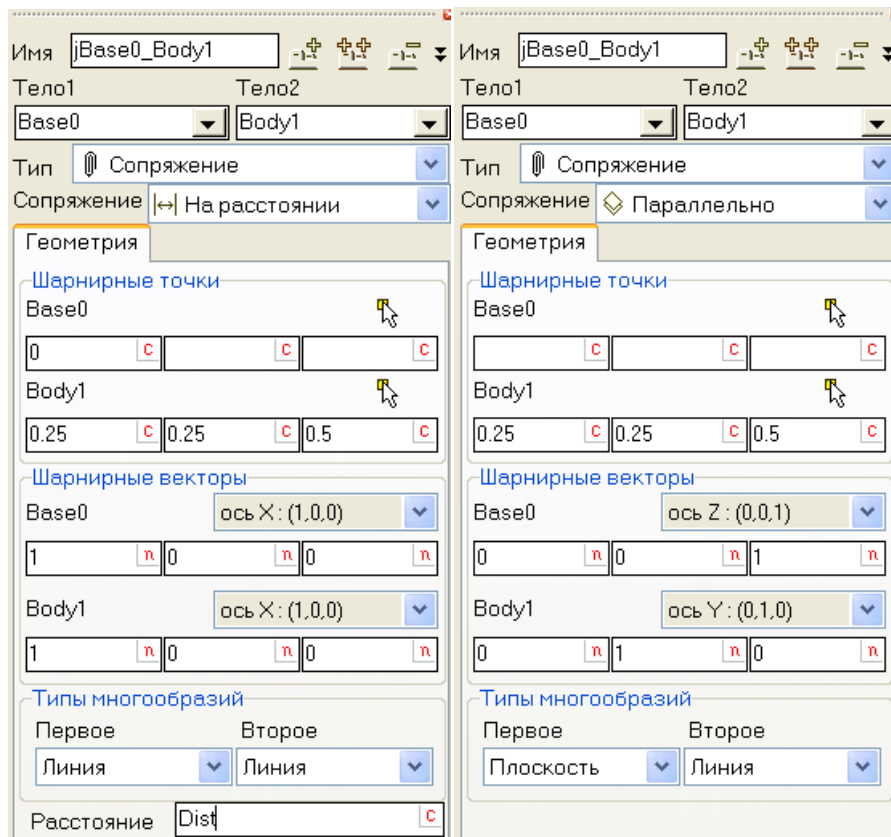 Имя jBase0_Body1
Тело1 Тело2
Base0 Body1
Тип Сопряжение
Сопряжение На расстоянии
Геометрия
Шарнирные точки
Base0
0 c c c
Body1
0.25 c 0.25 c 0.5 c
Шарнирные векторы
Base0 ось X : (1,0,0)
1 n 0 n 0 n
Body1 ось X : (1,0,0)
1 n 0 n 0 n
Типы многообразий
Первое Второе
Линия Линия
Расстояние Dist c
Имя jBase0_Body1
Тело1 Тело2
Base0 Body1
Тип Сопряжение
Сопряжение Параллельно
Геометрия
Шарнирные точки
Base0
c c c
Body1
0.25 c 0.25 c 0.5 c
Шарнирные векторы
Base0 ось Z : (0,0,1)
0 n 0 n 1 n
Body1 ось Y : (0,1,0)
0 n 1 n 0 n
Типы многообразий
Первое Второе
Плоскость Линия